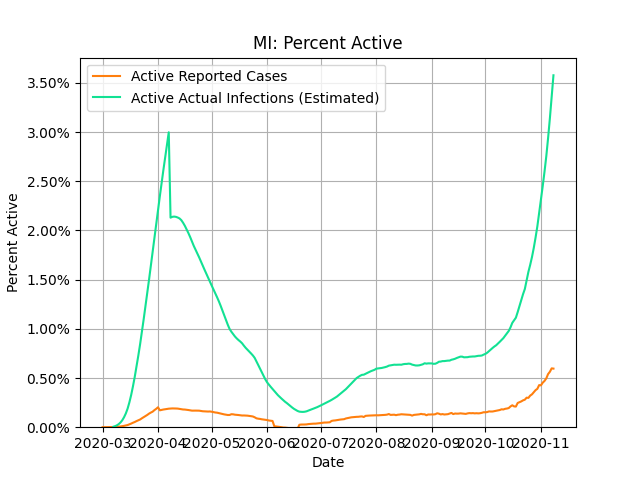 MI: Percent Active
Active Reported Cases
Active Actual Infections (Estimated)
Percent Active
3.50%
3.00%
2.50%
2.00%
1.50%
1.00%
0.50%
0.00%
2020-03 2020-04 2020-05 2020-06 2020-07 2020-08 2020-09 2020-10 2020-11
Date